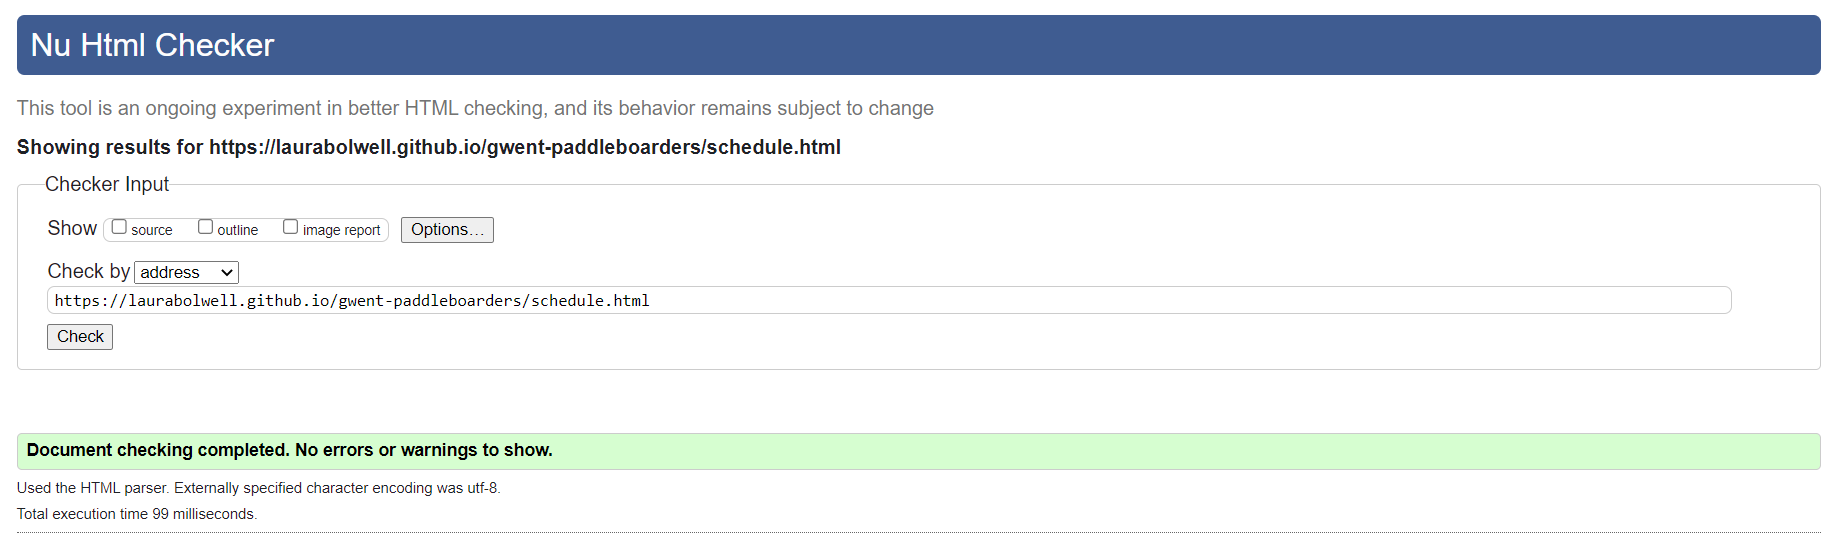 Nu Html Checker
This tool is an ongoing experiment in better HTML checking, and its behavior remains subject to change
Showing results for https://laurabolwell.github.io/gwent-paddleboarders/schedule.html
Checker Input
Show source outline image report Options...
Check by address
https://laurabolwell.github.io/gwent-paddleboarders/schedule.html
Check
Document checking completed. No errors or warnings to show.
Used the HTML parser. Externally specified character encoding was utf-8.
Total execution time 99 milliseconds.